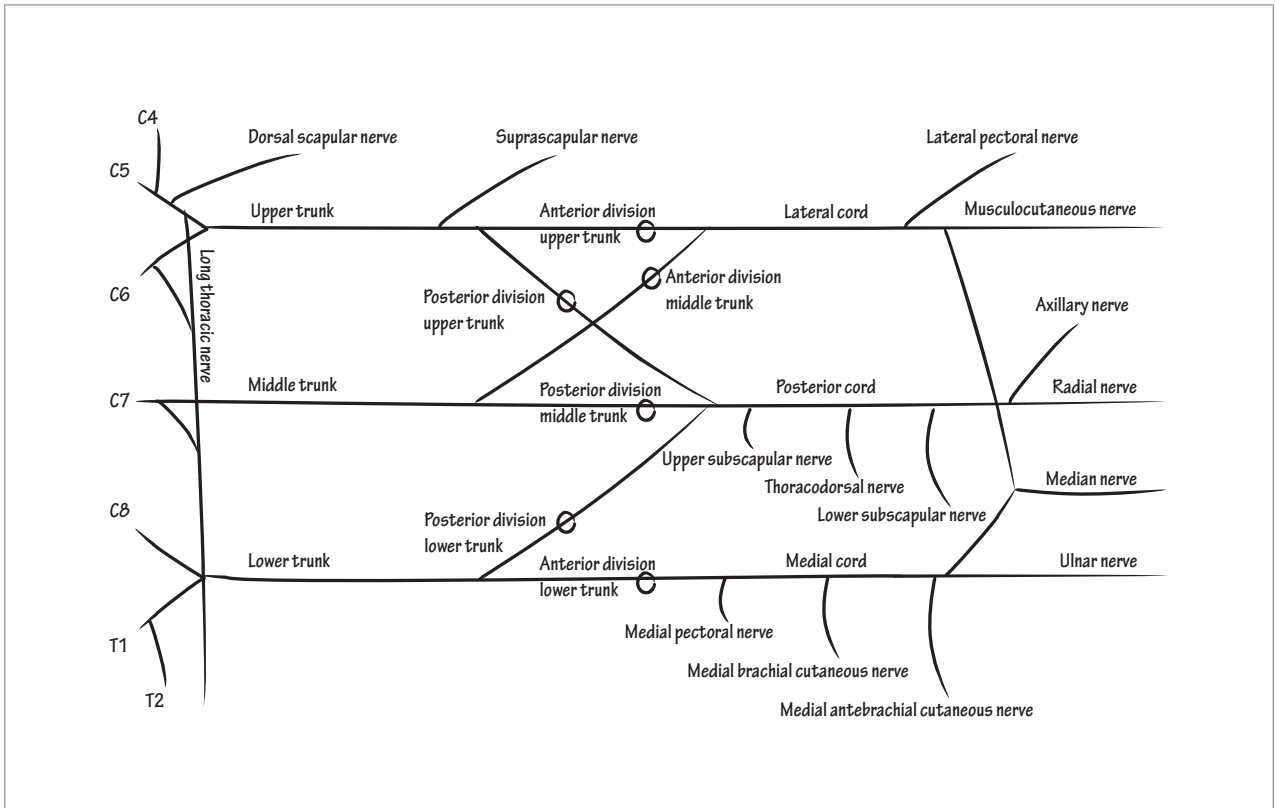 C4
Dorsal scapular nerve
Suprascapular nerve
Lateral pectoral nerve
C5
Upper trunk
Anterior division
upper trunk
Lateral cord
Musculocutaneous nerve
Long thoracic nerve
C6
Posterior division
upper trunk
Anterior division
middle trunk
Axillary nerve
C7
Middle trunk
Posterior division
middle trunk
Posterior cord
Radial nerve
Upper subscapular nerve
Thoracodorsal nerve
Lower subscapular nerve
Median nerve
C8
Posterior division
lower trunk
Lower trunk
Anterior division
lower trunk
Medial cord
Ulnar nerve
T1
Medial pectoral nerve
Medial brachial cutaneous nerve
T2
Medial antebrachial cutaneous nerve